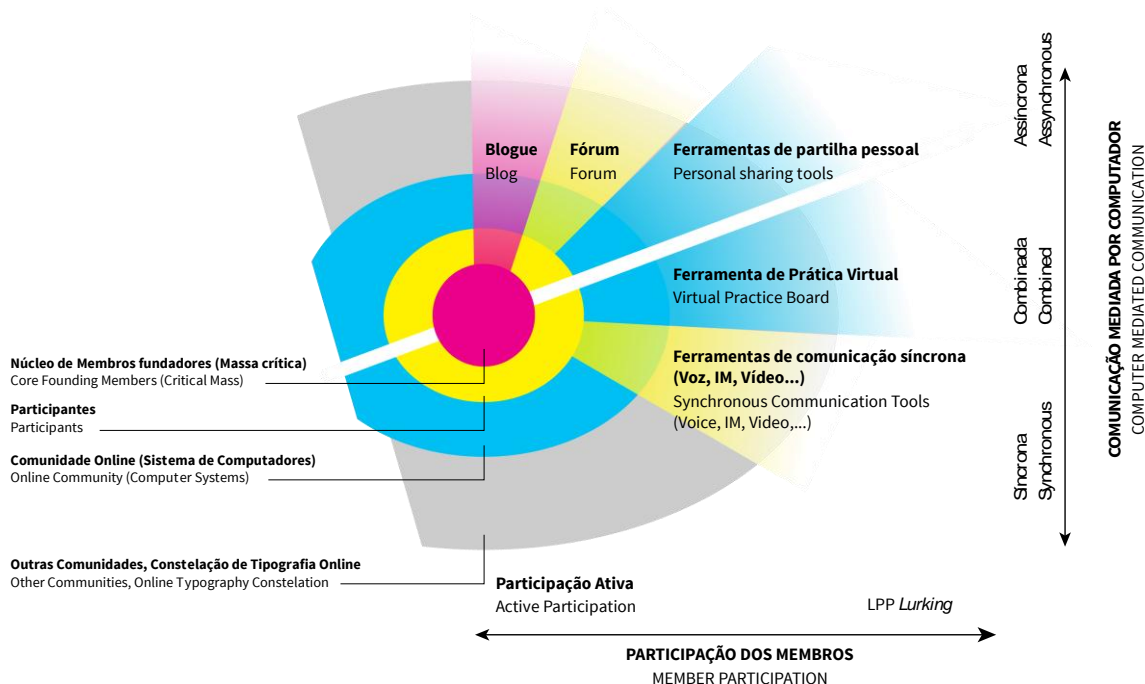 Blogue
Blog
Fórum
Forum
Ferramentas de partilha pessoal
Personal sharing tools
Ferramenta de Prática Virtual
Virtual Practice Board
Ferramentas de comunicação síncrona
(Voz, IM, Vídeo...)
Synchronous Communication Tools
(Voice, IM, Video,...)
Núcleo de Membros fundadores (Massa crítica)
Core Founding Members (Critical Mass)
Participantes
Participants
Comunidade Online (Sistema de Computadores)
Online Community (Computer Systems)
Outras Comunidades, Constelação de Tipografia Online
Other Communities, Online Typography Constelation
Participação Ativa
Active Participation
LPP Lurking
PARTICIPAÇÃO DOS MEMBROS
MEMBER PARTICIPATION
Assíncrona
Assynchronous
Combinada
Combined
Síncrona
Synchronous
COMUNICAÇÃO MEDIADA POR COMPUTADOR
COMPUTER MEDIATED COMMUNICATION